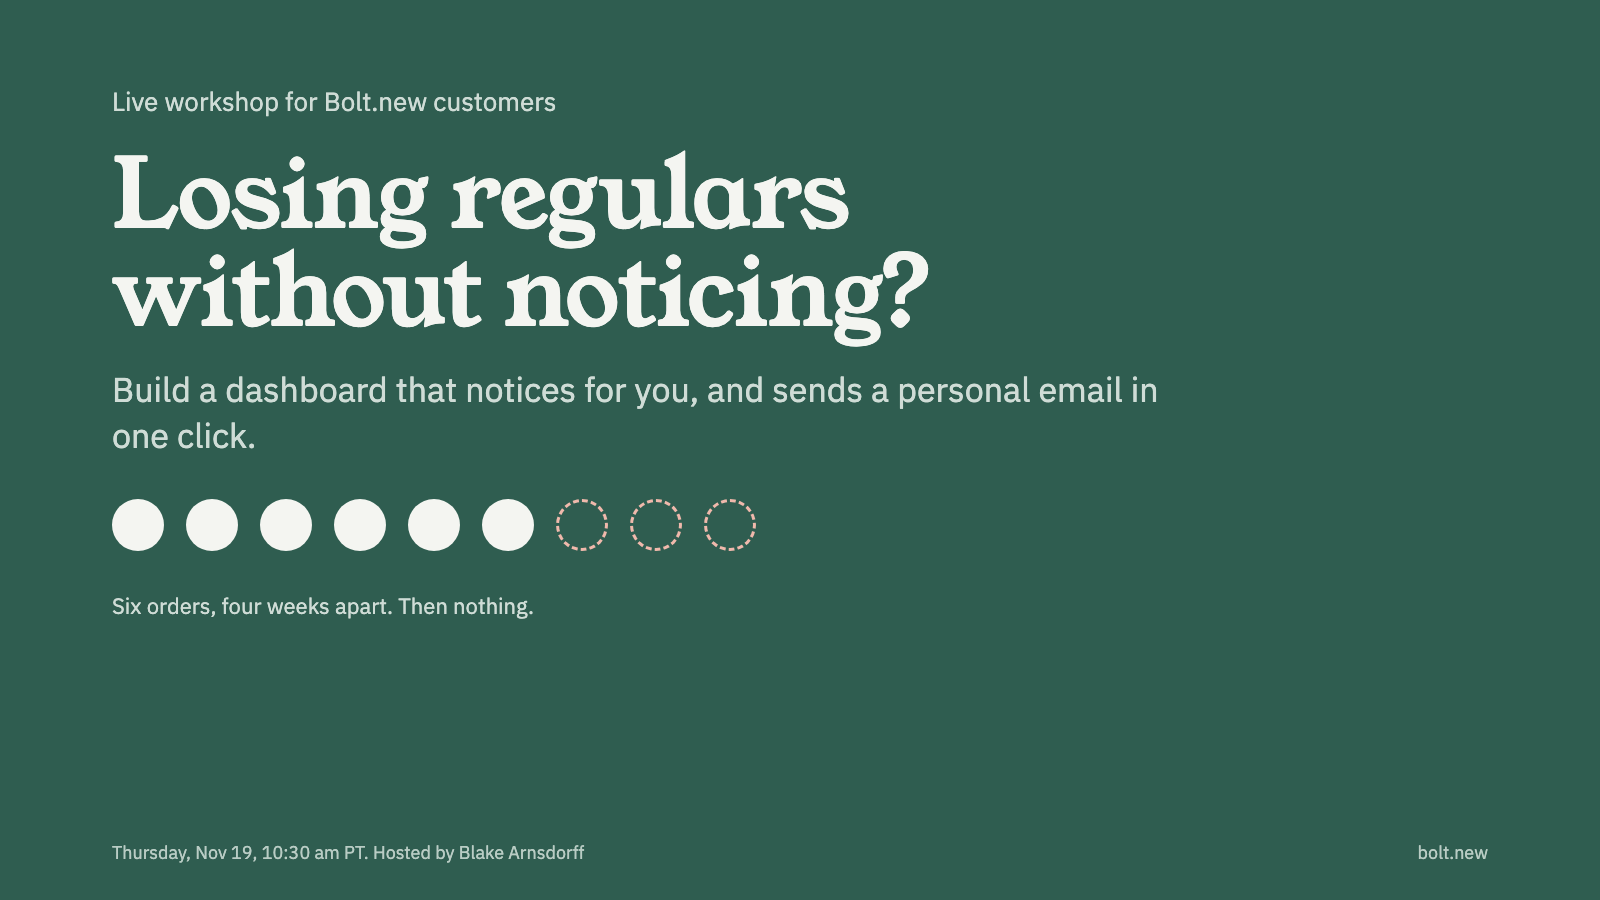 Live workshop for Bolt.new customers
Losing regulars
without noticing?
Build a dashboard that notices for you, and sends a personal email in
one click.
Six orders, four weeks apart. Then nothing.
Thursday, Nov 19, 10:30 am PT. Hosted by Blake Arnsdorff
bolt.new